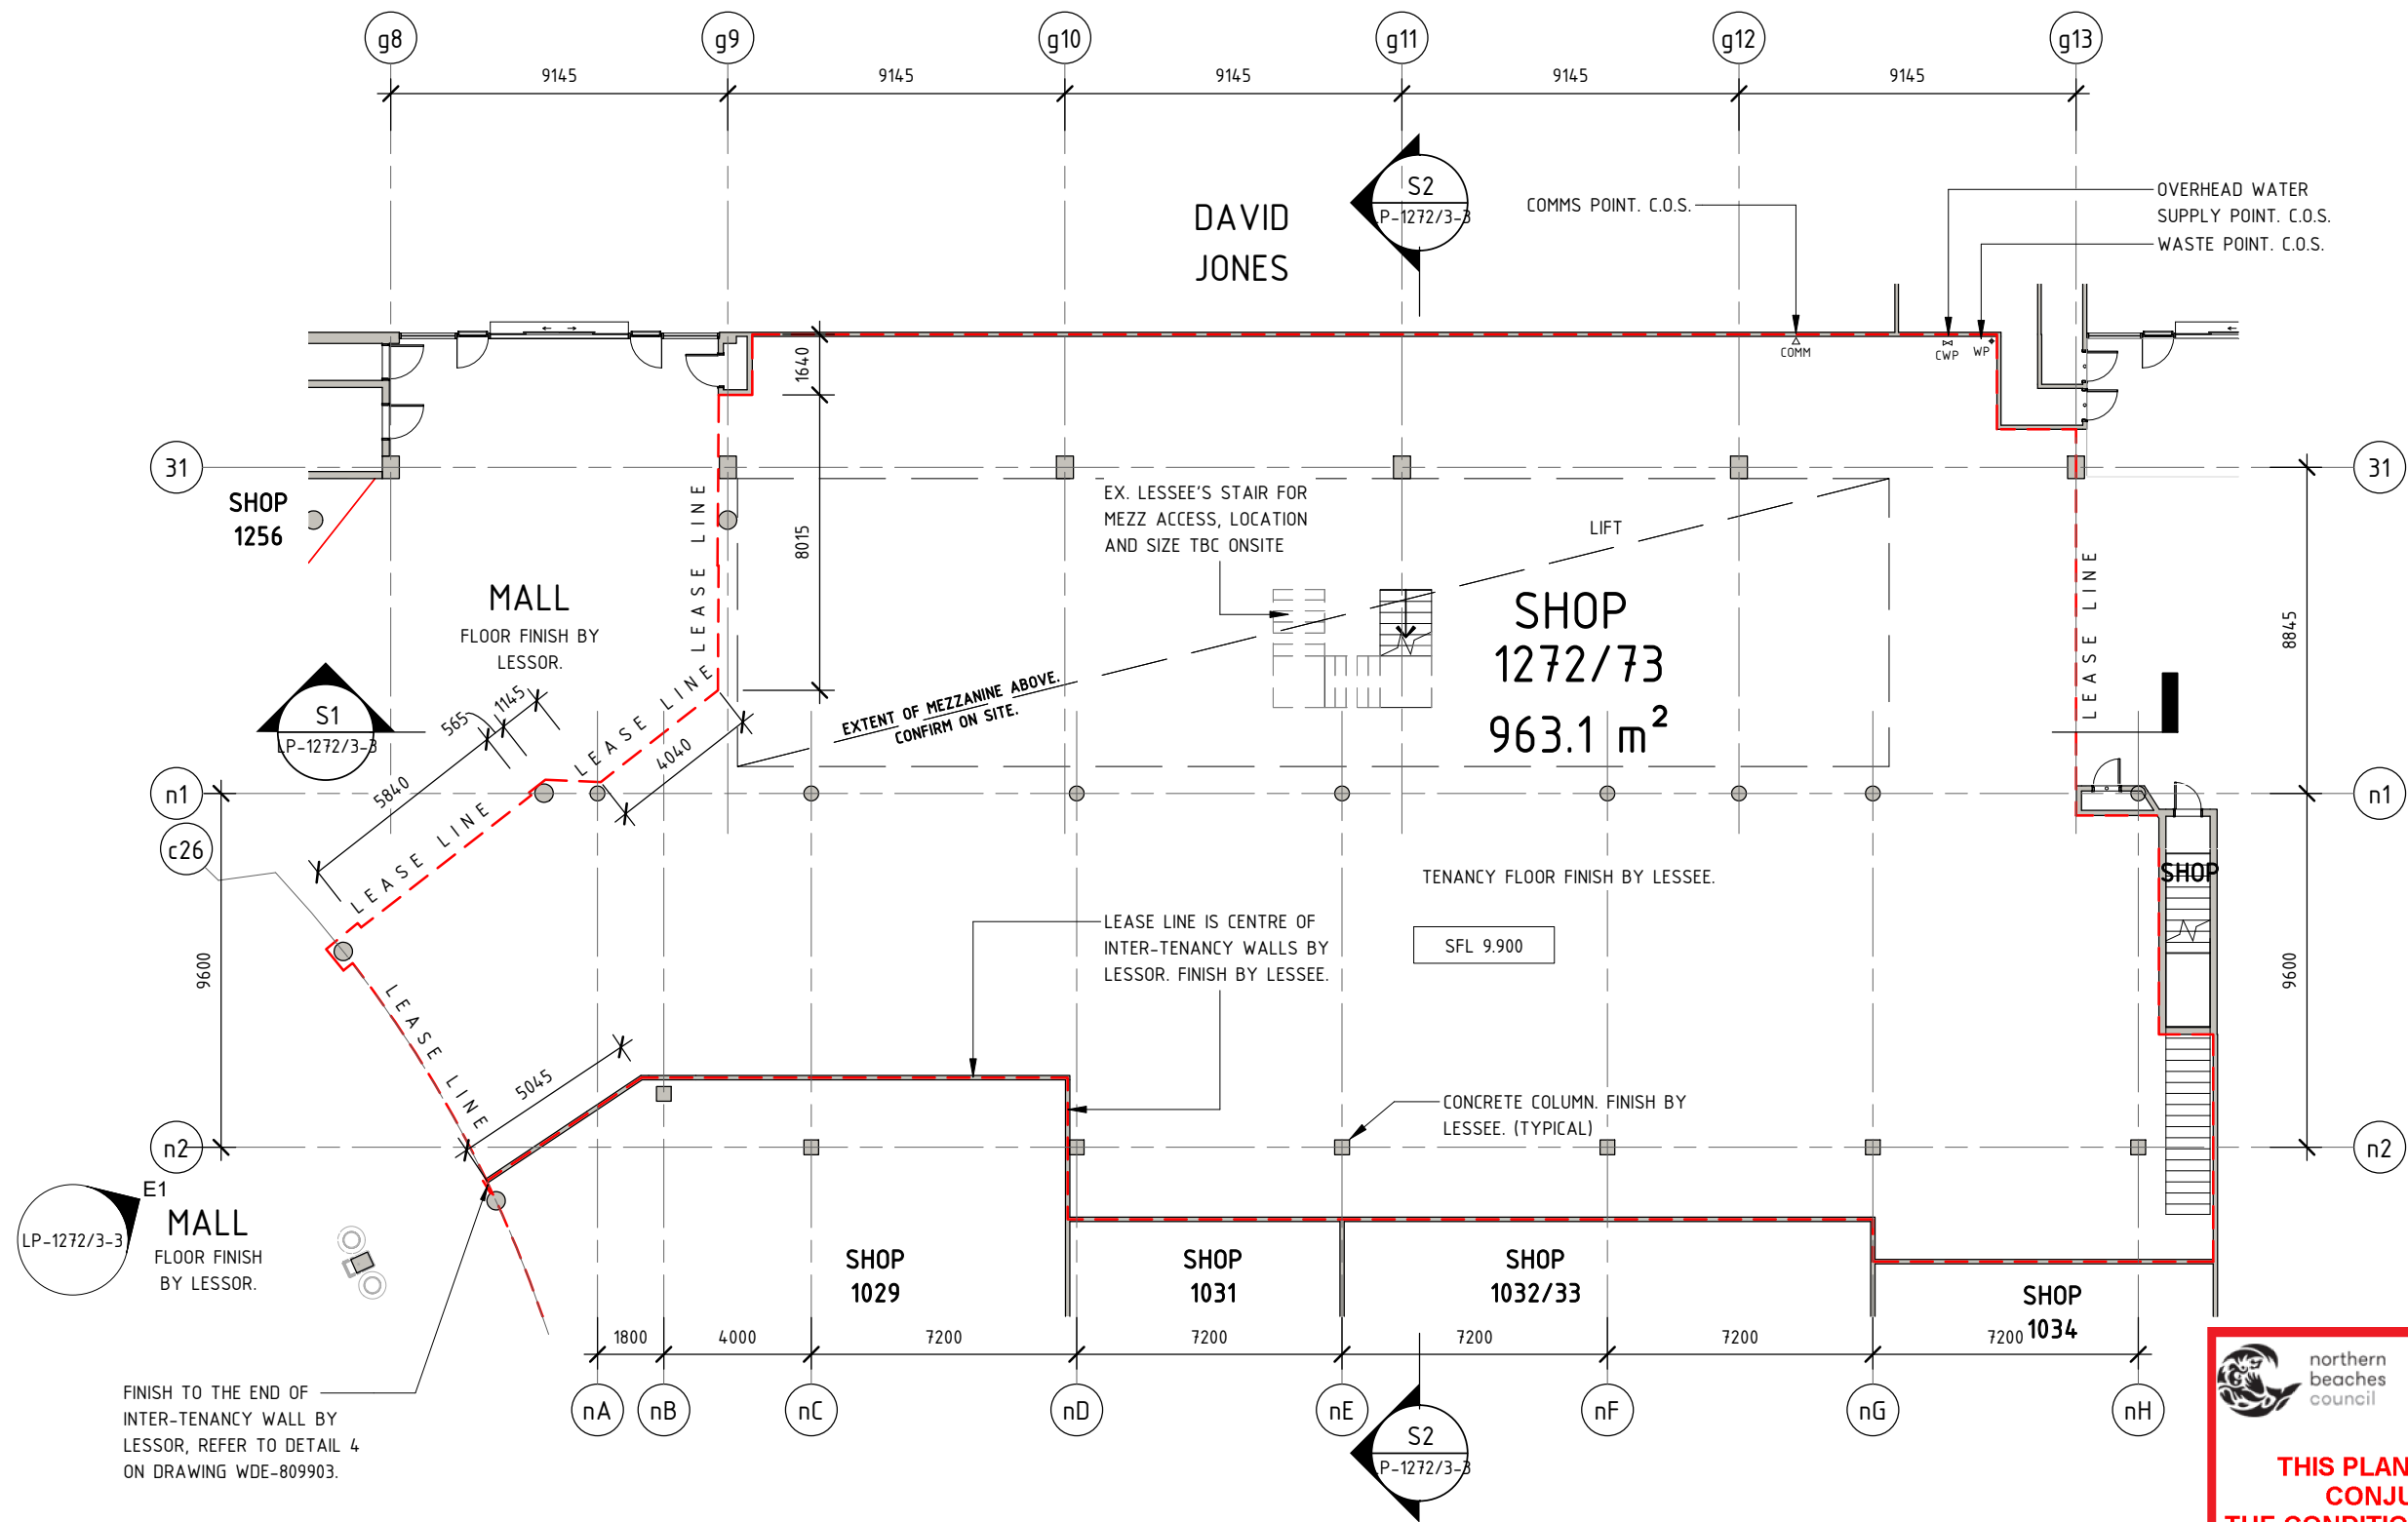 g8
g9
g10
g11
g12
g13
9145
9145
9145
9145
9145
DAVID
JONES
S2
LP-1272/3-3
COMMS POINT. C.O.S.
OVERHEAD WATER
SUPPLY POINT. C.O.S.
WASTE POINT. C.O.S.
COMM
CWP
WP
1640
31
31
SHOP
1256
LEASE LINE
LEASE LINE
8015
EX. LESSEE'S STAIR FOR
MEZZ ACCESS, LOCATION
AND SIZE TBC ONSITE
LIFT
LEASE LINE
8845
MALL
FLOOR FINISH BY
LESSOR.
SHOP
1272/73
963.1 m²
S1
LP-1272/3-3
565
1145
LEASE LINE
4040
EXTENT OF MEZZANINE ABOVE.
CONFIRM ON SITE.
5840
n1
n1
c26
LEASE LINE
TENANCY FLOOR FINISH BY LESSEE.
SHOP
9600
LEASE LINE IS CENTRE OF
INTER-TENANCY WALLS BY
LESSOR. FINISH BY LESSEE.
SFL 9.900
9600
LEASE LINE
5045
CONCRETE COLUMN. FINISH BY
LESSEE. (TYPICAL)
n2
n2
E1
LP-1272/3-3
MALL
FLOOR FINISH
BY LESSOR.
SHOP
1029
SHOP
1031
SHOP
1032/33
SHOP
1034
1800
4000
7200
7200
7200
7200
7200
FINISH TO THE END OF
INTER-TENANCY WALL BY
LESSOR, REFER TO DETAIL 4
ON DRAWING WDE-809903.
nA
nB
nC
nD
nE
nF
nG
nH
S2
LP-1272/3-3
northern
beaches
council
THIS PLAN
CONJU
THE CONDITIO